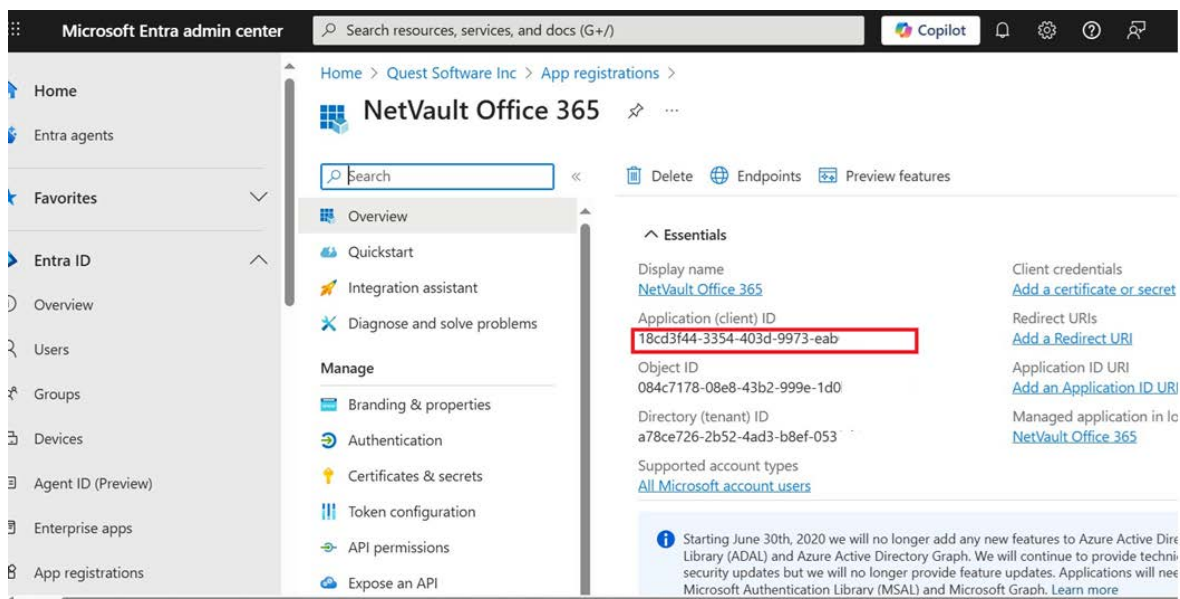 Microsoft Entra admin center
Search resources, services, and docs (G+/)
Copilot
Home > Quest Software Inc > App registrations >
NetVault Office 365
Home
Entra agents
Favorites
Entra ID
Overview
Users
Groups
Devices
Agent ID (Preview)
Enterprise apps
App registrations
Search
Overview
Quickstart
Integration assistant
Diagnose and solve problems
Manage
Branding & properties
Authentication
Certificates & secrets
Token configuration
API permissions
Expose an API
Delete
Endpoints
Preview features
Essentials
Display name
NetVault Office 365
Application (client) ID
18cd3f44-3354-403d-9973-eab
Object ID
084c7178-08e8-43b2-999e-1d0
Directory (tenant) ID
a78ce726-2b52-4ad3-b8ef-053
Supported account types
All Microsoft account users
Client credentials
Add a certificate or secret
Redirect URIs
Add a Redirect URI
Application ID URI
Add an Application ID URI
Managed application in lo
NetVault Office 365
Starting June 30th, 2020 we will no longer add any new features to Azure Active Dire
Library (ADAL) and Azure Active Directory Graph. We will continue to provide techni
security updates but we will no longer provide feature updates. Applications will nee
Microsoft Authentication Library (MSAL) and Microsoft Graph. Learn more